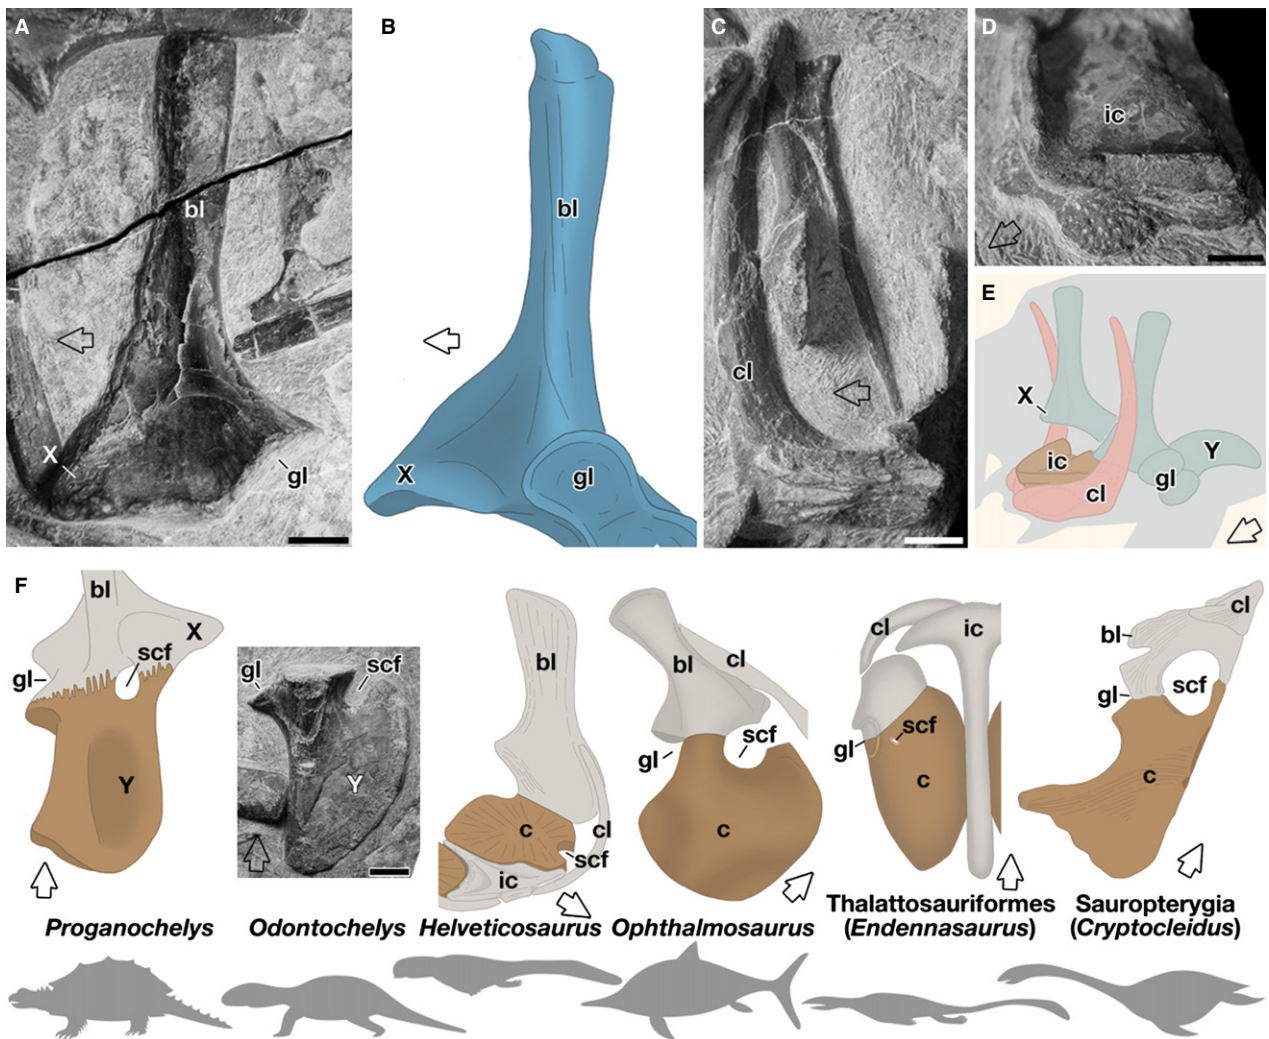 A
bl
X
gl
B
bl
X
gl
C
cl
D
ic
E
X
ic
cl
gl
Y
F
bl
X
scf
gl
Y
Proganochelys
gl
scf
Y
Odontochelys
bl
c
cl
scf
ic
Helveticosaurus
bl
cl
scf
gl
c
Ophthalmosaurus
cl
ic
gl
scf
c
Thalattosauriformes
(Endennasaurus)
cl
bl
scf
gl
c
Sauropterygia
(Cryptocleidus)